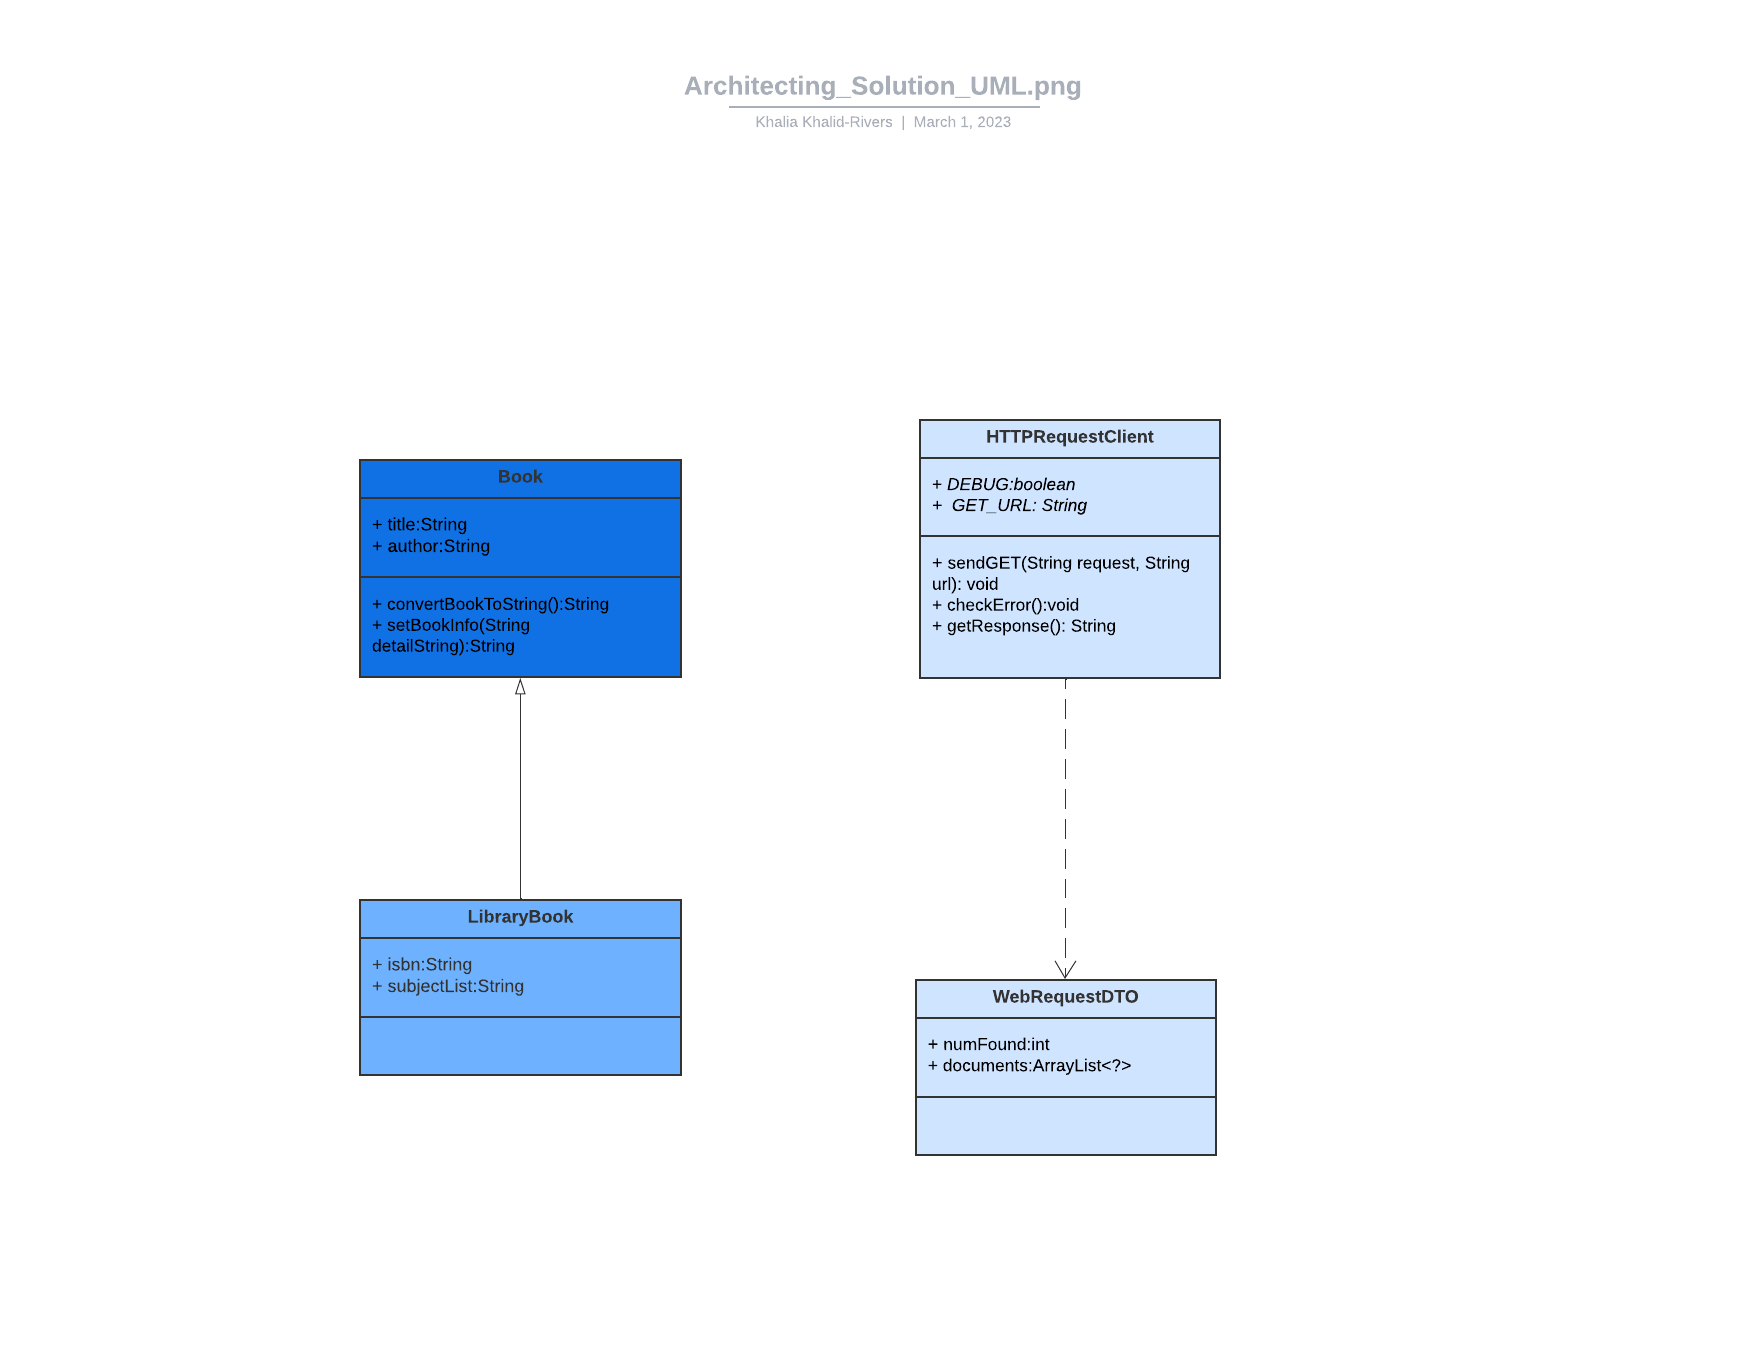 Architecting_Solution_UML.png
Khalia Khalid-Rivers | March 1, 2023
Book
+ title:String
+ author:String
+ convertBookToString():String
+ setBookInfo(String
detailString):String
LibraryBook
+ isbn:String
+ subjectList:String
HTTPRequestClient
+ DEBUG:boolean
+ GET_URL: String
+ sendGET(String request, String
url): void
+ checkError():void
+ getResponse(): String
WebRequestDTO
+ numFound:int
+ documents:ArrayList<?>